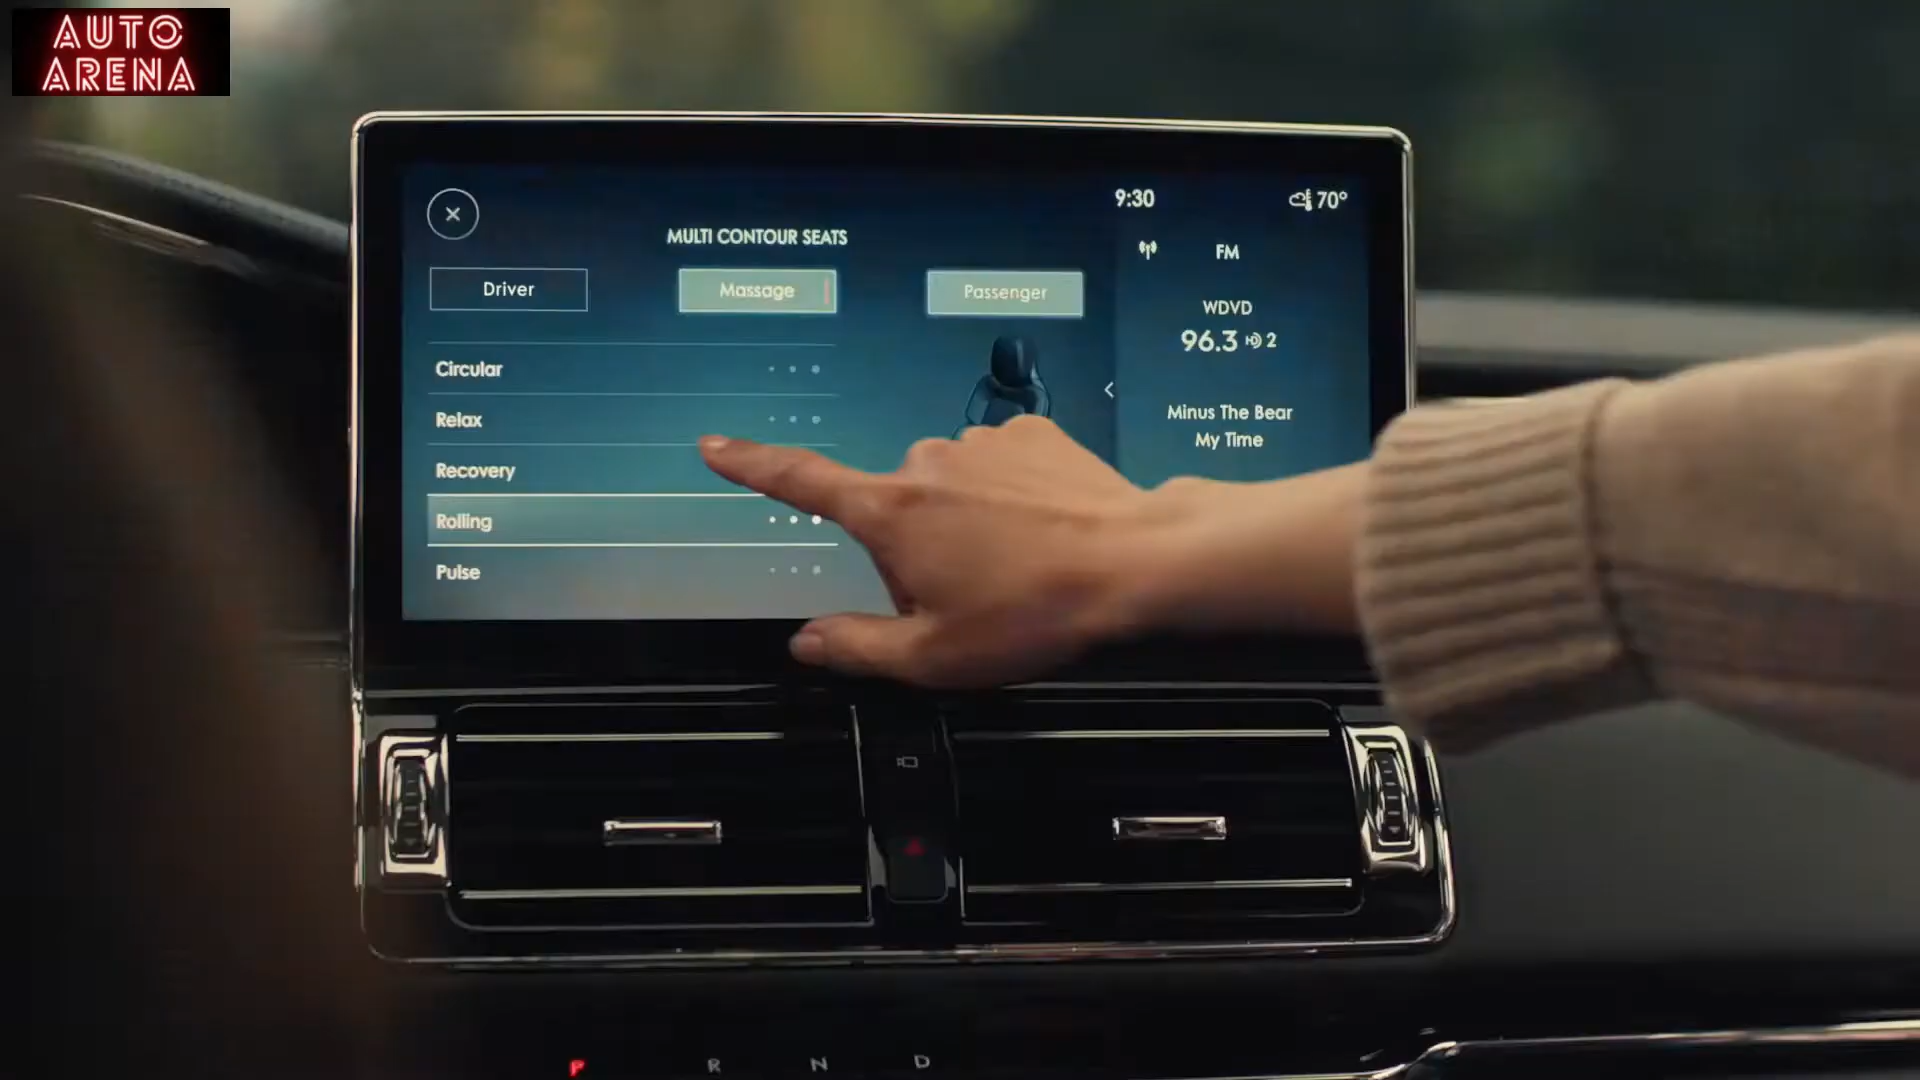 AUTO
ARENA
9:30
70°
MULTI CONTOUR SEATS
FM
Driver
Massage
Passenger
WDVD
96.3 HD 2
Circular
Relax
Minus The Bear
My Time
Recovery
Rolling
Pulse
P R N D